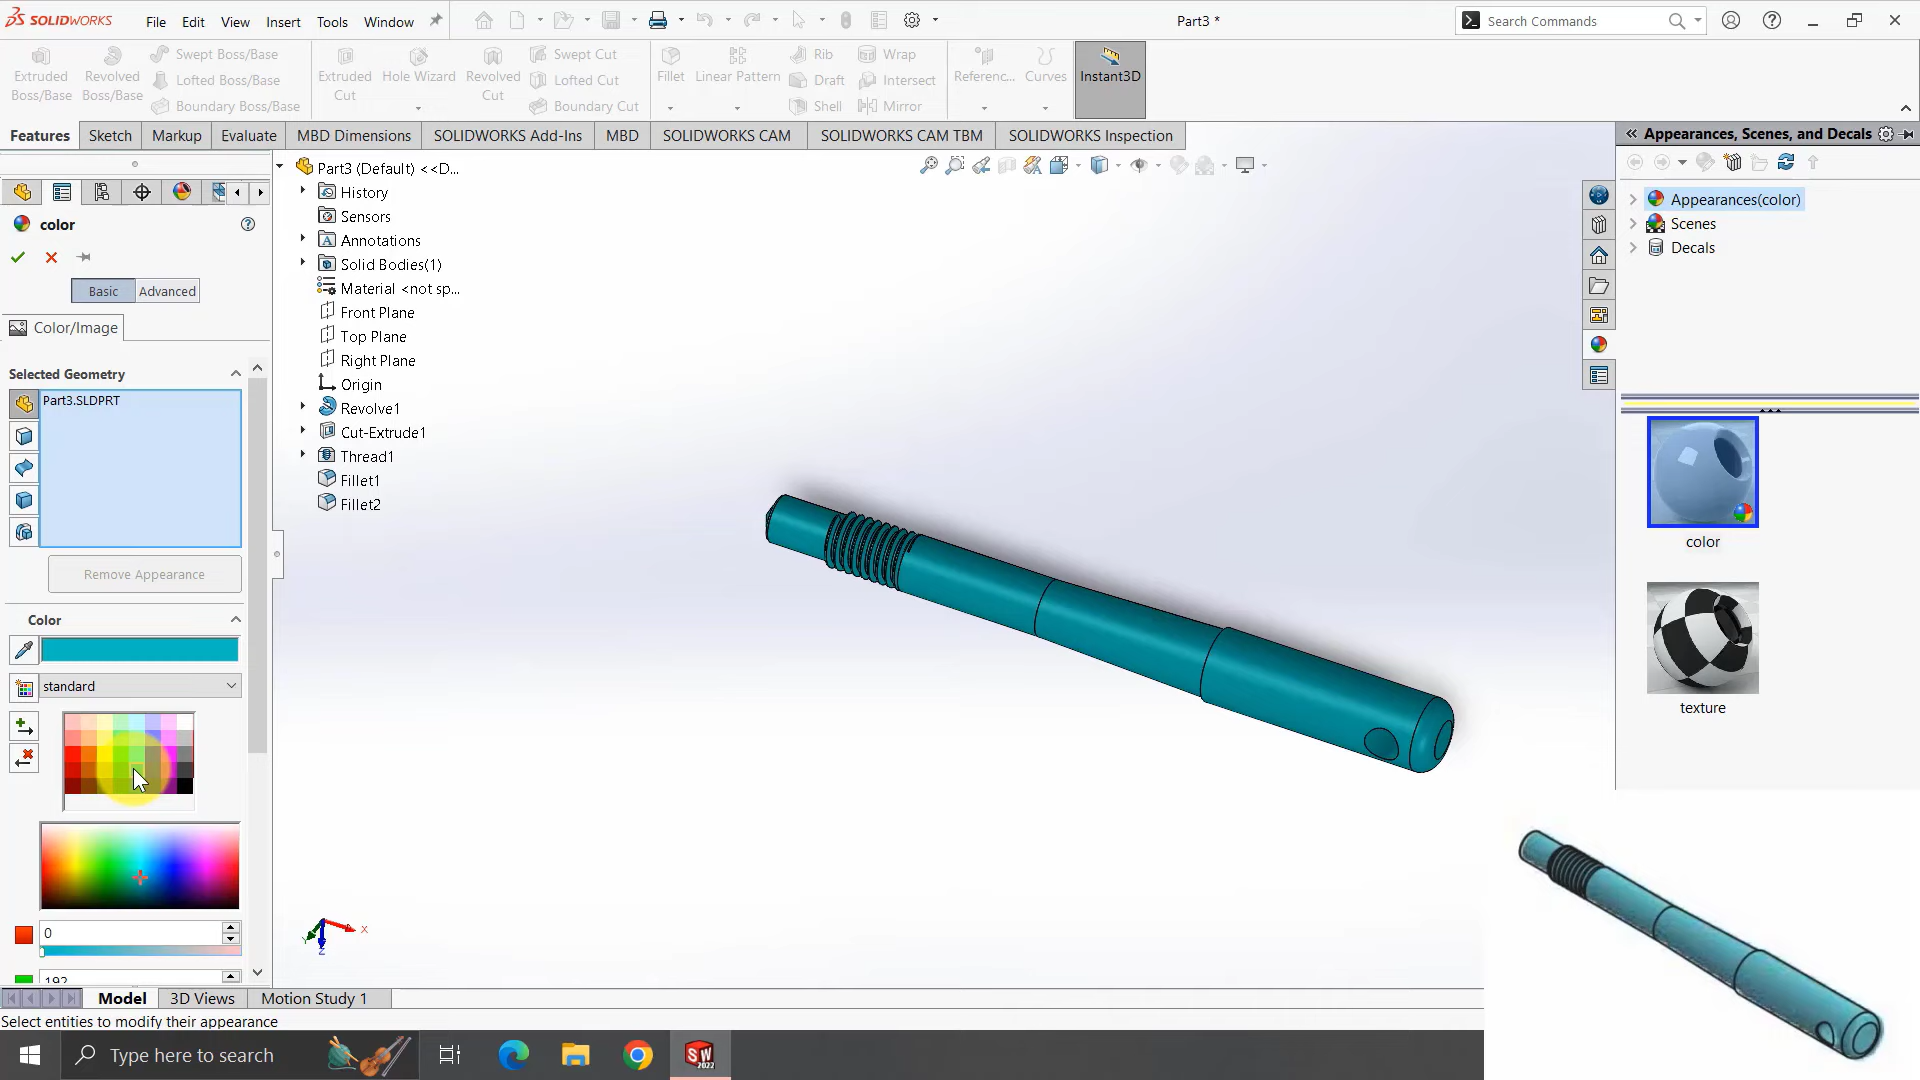 SOLIDWORKS
File Edit View Insert Tools Window
Part3 *
Search Commands
Extruded Boss/Base
Revolved Boss/Base
Swept Boss/Base
Lofted Boss/Base
Boundary Boss/Base
Extruded Cut
Hole Wizard
Revolved Cut
Swept Cut
Lofted Cut
Boundary Cut
Fillet
Linear Pattern
Rib
Draft
Shell
Wrap
Intersect
Mirror
Referenc...
Curves
Instant3D
Features Sketch Markup Evaluate MBD Dimensions SOLIDWORKS Add-Ins MBD SOLIDWORKS CAM SOLIDWORKS CAM TBM SOLIDWORKS Inspection
color
Basic Advanced
Color/Image
Selected Geometry
Part3.SLDPRT
Remove Appearance
Color
standard
0
192
Part3 (Default) <<D...
History
Sensors
Annotations
Solid Bodies(1)
Material <not sp...
Front Plane
Top Plane
Right Plane
Origin
Revolve1
Cut-Extrude1
Thread1
Fillet1
Fillet2
X
Y
Z
Appearances, Scenes, and Decals
Appearances(color)
Scenes
Decals
color
texture
Model 3D Views Motion Study 1
Select entities to modify their appearance
Type here to search
SW
2022